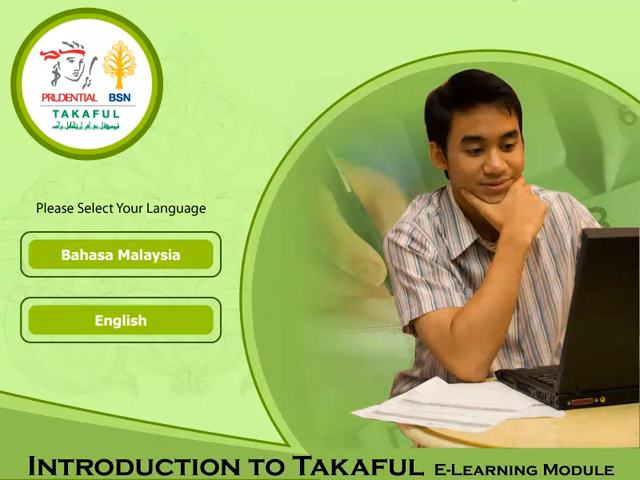 PRUDENTIAL BSN
TAKAFUL
Please Select Your Language
Bahasa Malaysia
English
INTRODUCTION TO TAKAFUL E-LEARNING MODULE